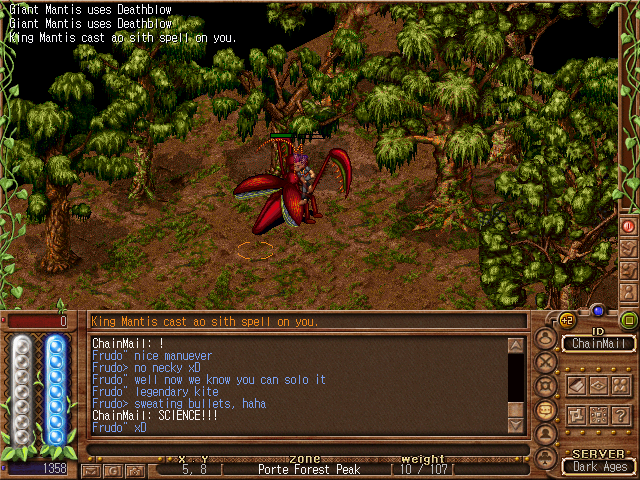 Giant Mantis uses Deathblow
Giant Mantis uses Deathblow
King Mantis cast ao sith spell on you.
0
King Mantis cast ao sith spell on you.
+2
ID
ChainMail
ChainMail: !
Frudo" nice manuever
Frudo> no necky xD
Frudo" well now we know you can solo it
Frudo" legendary kite
Frudo> sweating bullets, haha
ChainMail: SCIENCE!!!
Frudo" xD
1358
x. y zone weight
5, 8 Porte Forest Peak 10 / 107
G
SERVER
Dark Ages